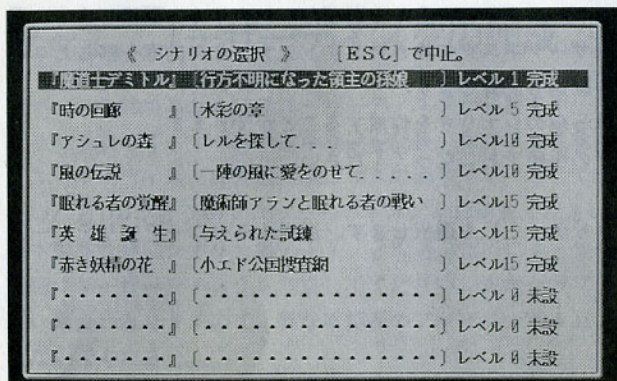 《 シナリオの選択 》 [ESC]で中止。
『魔道士デミトル』〔行方不明になった領主の孫娘 〕レベル 1 完成
『時の回廊 』〔水彩の章 〕レベル 5 完成
『アシュレの森 』〔レルを探して... 〕レベル10 完成
『風の伝説 』〔一陣の風に愛をのせて.....〕レベル10 完成
『眠れる者の覚醒』〔魔術師アランと眠れる者の戦い 〕レベル15 完成
『英 雄 誕 生』〔与えられた試練 〕レベル15 完成
『赤き妖精の花 』〔小エド公国捜査網 〕レベル15 完成
『・・・・・・・』〔・・・・・・・・・・・・・・・〕レベル 0 未設
『・・・・・・・』〔・・・・・・・・・・・・・・・〕レベル 0 未設
『・・・・・・・』〔・・・・・・・・・・・・・・・〕レベル 0 未設